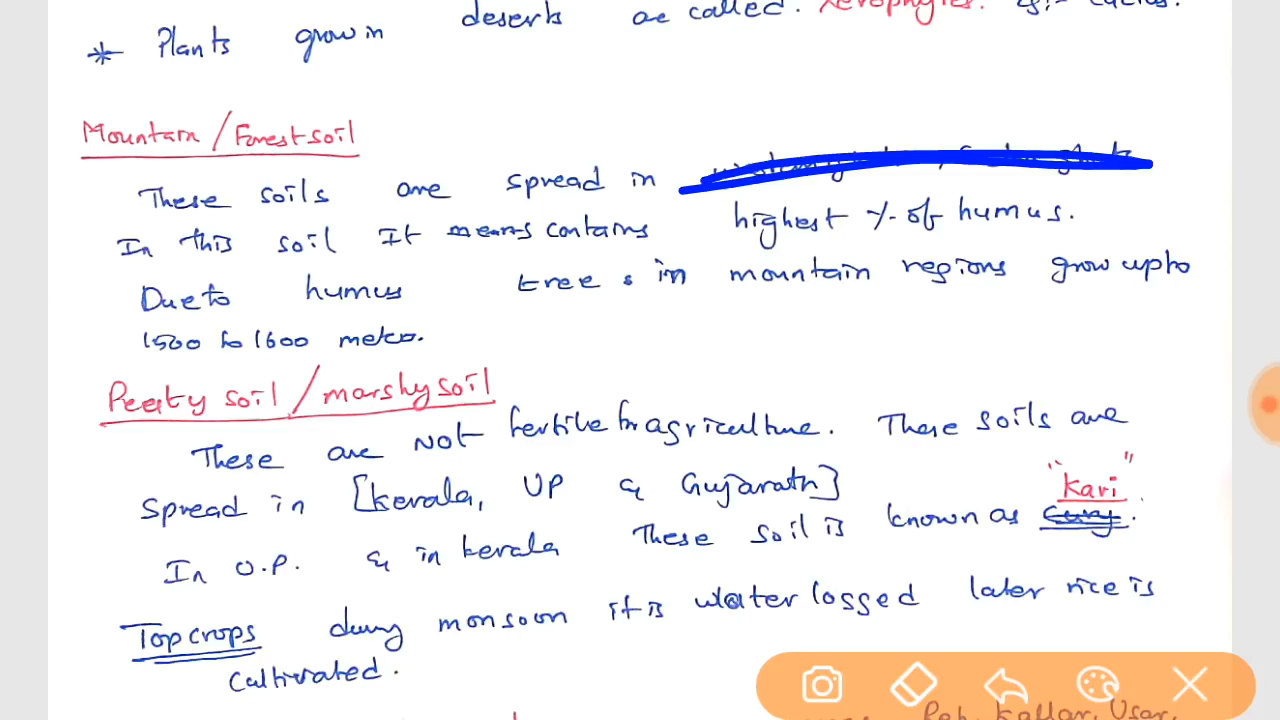 deserts are called. Xerophytes. Eg:- Cactus.
* Plants grow in
Mountain / Forest soil
These soils are spread in
In this soil It means contains highest % of humus.
Due to humus trees in mountain regions grow upto
1500 to 1600 meters.
Peaty soil / marshy soil
These are Not fertile for agriculture. These soils are
Spread in [Kerala, UP & Gujarath]
"Kari"
In U.P. & in kerala These soil is known as
Top crops during monsoon it is water logged later rice is
Cultivated.
Reh, Kallar, Usar,